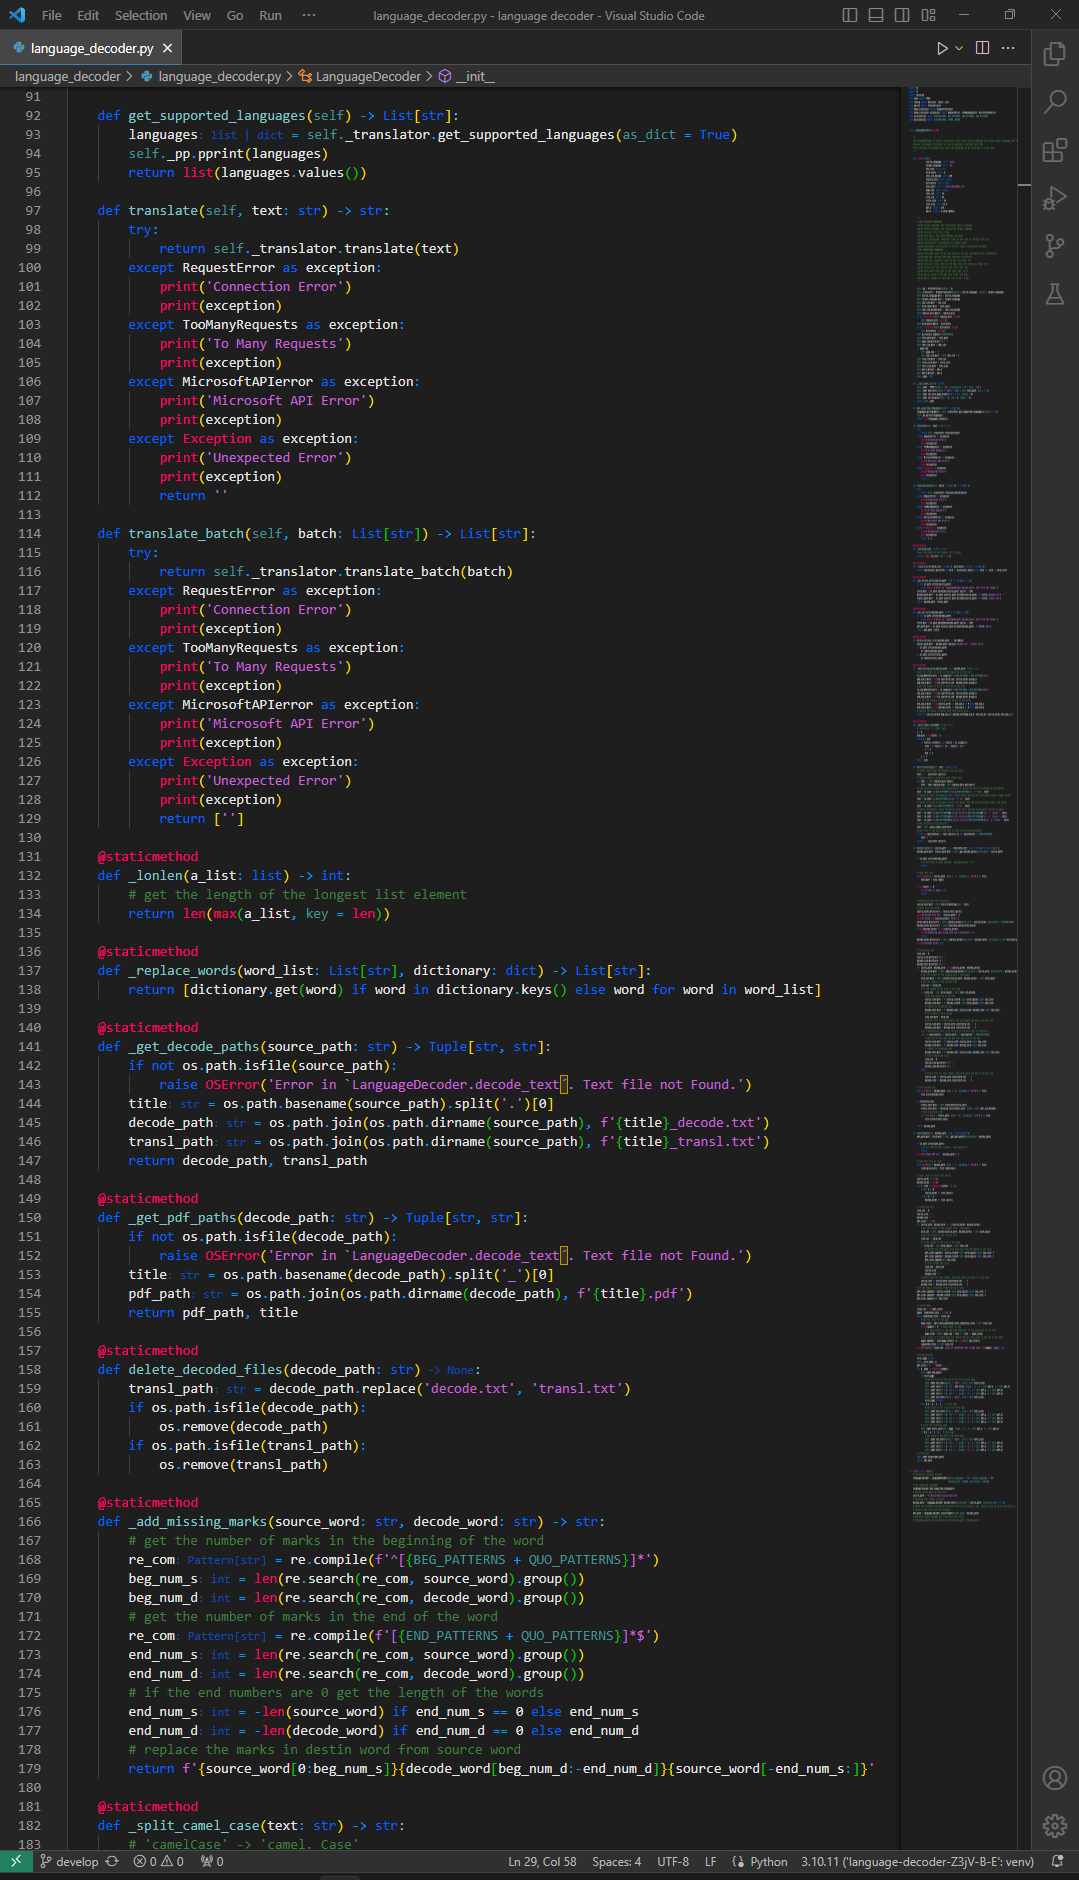 File Edit Selection View Go Run ··· language_decoder.py - language decoder - Visual Studio Code
language_decoder.py
language_decoder > language_decoder.py > LanguageDecoder > __init__
91
92 def get_supported_languages(self) -> List[str]:
93 languages: list | dict = self._translator.get_supported_languages(as_dict = True)
94 self._pp.pprint(languages)
95 return list(languages.values())
96
97 def translate(self, text: str) -> str:
98 try:
99 return self._translator.translate(text)
100 except RequestError as exception:
101 print('Connection Error')
102 print(exception)
103 except TooManyRequests as exception:
104 print('To Many Requests')
105 print(exception)
106 except MicrosoftAPIerror as exception:
107 print('Microsoft API Error')
108 print(exception)
109 except Exception as exception:
110 print('Unexpected Error')
111 print(exception)
112 return ''
113
114 def translate_batch(self, batch: List[str]) -> List[str]:
115 try:
116 return self._translator.translate_batch(batch)
117 except RequestError as exception:
118 print('Connection Error')
119 print(exception)
120 except TooManyRequests as exception:
121 print('To Many Requests')
122 print(exception)
123 except MicrosoftAPIerror as exception:
124 print('Microsoft API Error')
125 print(exception)
126 except Exception as exception:
127 print('Unexpected Error')
128 print(exception)
129 return ['']
130
131 @staticmethod
132 def _lonlen(a_list: list) -> int:
133 # get the length of the longest list element
134 return len(max(a_list, key = len))
135
136 @staticmethod
137 def _replace_words(word_list: List[str], dictionary: dict) -> List[str]:
138 return [dictionary.get(word) if word in dictionary.keys() else word for word in word_list]
139
140 @staticmethod
141 def _get_decode_paths(source_path: str) -> Tuple[str, str]:
142 if not os.path.isfile(source_path):
143 raise OSError('Error in `LanguageDecoder.decode_text´. Text file not Found.')
144 title: str = os.path.basename(source_path).split('.')[0]
145 decode_path: str = os.path.join(os.path.dirname(source_path), f'{title}_decode.txt')
146 transl_path: str = os.path.join(os.path.dirname(source_path), f'{title}_transl.txt')
147 return decode_path, transl_path
148
149 @staticmethod
150 def _get_pdf_paths(decode_path: str) -> Tuple[str, str]:
151 if not os.path.isfile(decode_path):
152 raise OSError('Error in `LanguageDecoder.decode_text´. Text file not Found.')
153 title: str = os.path.basename(decode_path).split('_')[0]
154 pdf_path: str = os.path.join(os.path.dirname(decode_path), f'{title}.pdf')
155 return pdf_path, title
156
157 @staticmethod
158 def delete_decoded_files(decode_path: str) -> None:
159 transl_path: str = decode_path.replace('decode.txt', 'transl.txt')
160 if os.path.isfile(decode_path):
161 os.remove(decode_path)
162 if os.path.isfile(transl_path):
163 os.remove(transl_path)
164
165 @staticmethod
166 def _add_missing_marks(source_word: str, decode_word: str) -> str:
167 # get the number of marks in the beginning of the word
168 re_com: Pattern[str] = re.compile(f'^[{BEG_PATTERNS + QUO_PATTERNS}]*')
169 beg_num_s: int = len(re.search(re_com, source_word).group())
170 beg_num_d: int = len(re.search(re_com, decode_word).group())
171 # get the number of marks in the end of the word
172 re_com: Pattern[str] = re.compile(f'[{END_PATTERNS + QUO_PATTERNS}]*$')
173 end_num_s: int = len(re.search(re_com, source_word).group())
174 end_num_d: int = len(re.search(re_com, decode_word).group())
175 # if the end numbers are 0 get the length of the words
176 end_num_s: int = -len(source_word) if end_num_s == 0 else end_num_s
177 end_num_d: int = -len(decode_word) if end_num_d == 0 else end_num_d
178 # replace the marks in destin word from source word
179 return f'{source_word[0:beg_num_s]}{decode_word[beg_num_d:-end_num_d]}{source_word[-end_num_s:]}'
180
181 @staticmethod
182 def _split_camel_case(text: str) -> str:
183 # 'camelCase' -> 'camel. Case'
develop 0 0 0 Ln 29, Col 58 Spaces: 4 UTF-8 LF Python 3.10.11 ('language-decoder-Z3jV-B-E': venv)